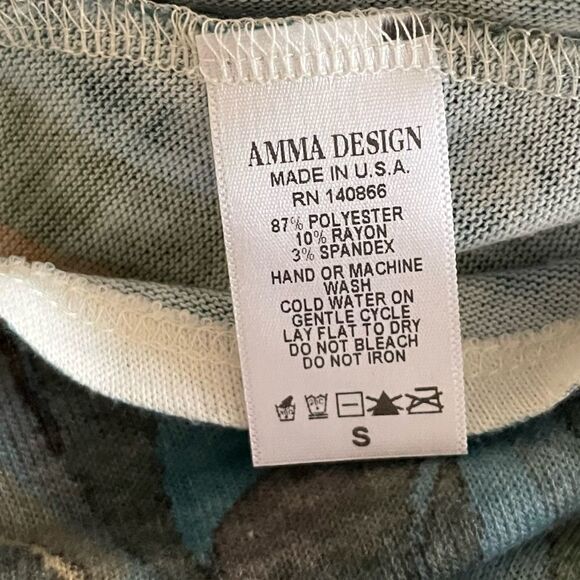 AMMA DESIGN
MADE IN U.S.A.
RN 140866
87% POLYESTER
10% RAYON
3% SPANDEX
HAND OR MACHINE
WASH
COLD WATER ON
GENTLE CYCLE
LAY FLAT TO DRY
DO NOT BLEACH
DO NOT IRON
S